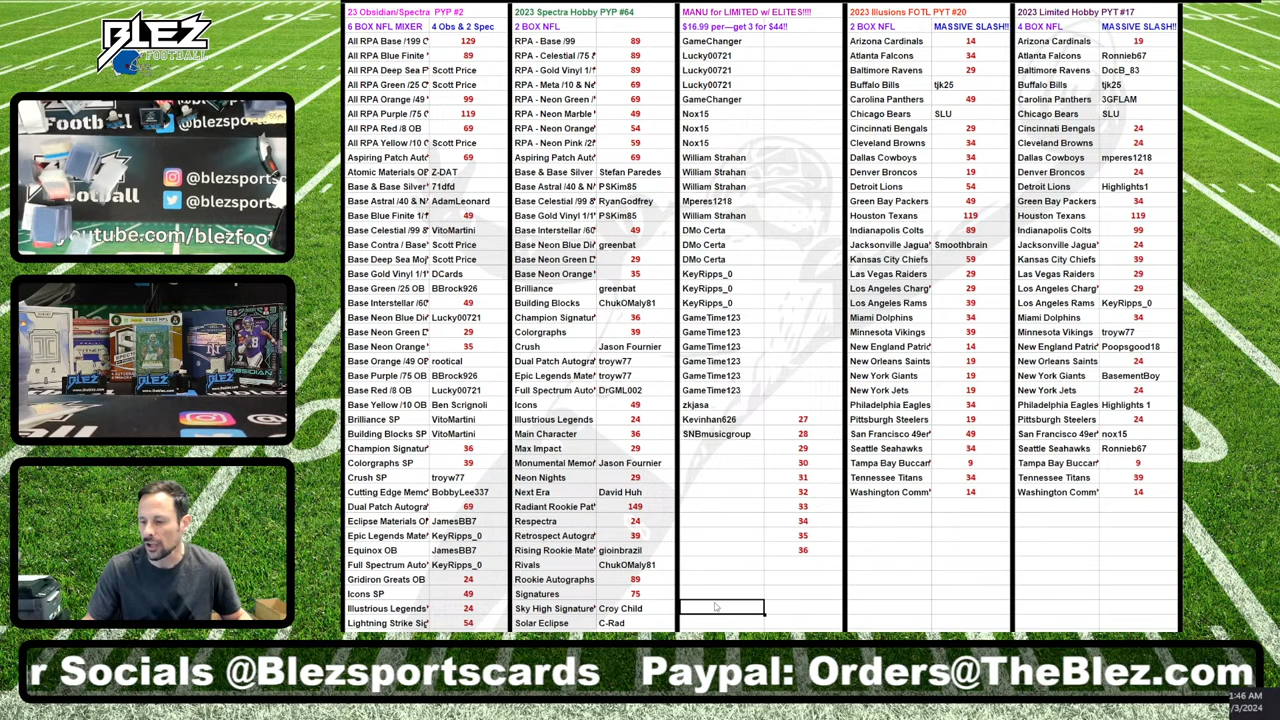 BLEZ
FOOTBALL
Football
@blezsports
@blezsportsc
youtube.com/blezfoot
23 Obsidian/Spectra PYP #2
6 BOX NFL MIXER 4 Obs & 2 Spec
All RPA Base /199 129
All RPA Blue Finite 89
All RPA Deep Sea Scott Price
All RPA Green /25 Scott Price
All RPA Orange /49 99
All RPA Purple /75 119
All RPA Red /8 OB 69
All RPA Yellow /10 Scott Price
Aspiring Patch Aut 69
Atomic Materials OB Z-DAT
Base & Base Silver 71dfd
Base Astral /40 & N AdamLeonard
Base Blue Finite 1/ 49
Base Celestial /99 & VitoMartini
Base Contra / Base Scott Price
Base Deep Sea Moj Scott Price
Base Gold Vinyl 1/1 DCards
Base Green /25 OB BBrock926
Base Interstellar /60 49
Base Neon Blue Di Lucky00721
Base Neon Green D 29
Base Neon Orange 35
Base Orange /49 OB rootical
Base Purple /75 OB BBrock926
Base Red /8 OB Lucky00721
Base Yellow /10 OB Ben Scrignoli
Brilliance SP VitoMartini
Building Blocks SP VitoMartini
Champion Signatur 36
Colorgraphs SP 39
Crush SP troyw77
Cutting Edge Memo BobbyLee337
Dual Patch Autogra 69
Eclipse Materials O JamesBB7
Epic Legends Mate KeyRipps_0
Equinox OB JamesBB7
Full Spectrum Auto KeyRipps_0
Gridiron Greats OB 24
Icons SP 49
Illustrious Legends 24
Lightning Strike Sig 54
2023 Spectra Hobby PYP #64
2 BOX NFL
RPA - Base /99 89
RPA - Celestial /75 89
RPA - Gold Vinyl 1/ 89
RPA - Meta /10 & Ne 69
RPA - Neon Green / 69
RPA - Neon Marble 49
RPA - Neon Orange 54
RPA - Neon Pink /2 59
Aspiring Patch Aut 69
Base & Base Silver Stefan Paredes
Base Astral /40 & N PSKim85
Base Celestial /99 & RyanGodfrey
Base Gold Vinyl 1/1 PSKim85
Base Interstellar /60 49
Base Neon Blue Di greenbat
Base Neon Green D 29
Base Neon Orange 35
Brilliance greenbat
Building Blocks ChukOMaly81
Champion Signatur 36
Colorgraphs 39
Crush Jason Fournier
Dual Patch Autogra troyw77
Epic Legends Mate troyw77
Full Spectrum Auto DrGML002
Icons 49
Illustrious Legends 24
Main Character 36
Max Impact 29
Monumental Memo Jason Fournier
Neon Nights 29
Next Era David Huh
Radiant Rookie Pat 149
Respectra 24
Retrospect Autogra 39
Rising Rookie Mate gioinbrazil
Rivals ChukOMaly81
Rookie Autographs 89
Signatures 75
Sky High Signature Croy Child
Solar Eclipse C-Rad
MANU for LIMITED w/ ELITES!!!!
$16.99 per---get 3 for $44!!
GameChanger
Lucky00721
Lucky00721
Lucky00721
GameChanger
Nox15
Nox15
Nox15
William Strahan
William Strahan
William Strahan
Mperes1218
William Strahan
DMo Certa
DMo Certa
DMo Certa
KeyRipps_0
KeyRipps_0
KeyRipps_0
GameTime123
GameTime123
GameTime123
GameTime123
GameTime123
GameTime123
zkjasa
Kevinhan626 27
SNBmusicgroup 28
29
30
31
32
33
34
35
36
2023 Illusions FOTL PYT #20
2 BOX NFL MASSIVE SLASH!!
Arizona Cardinals 14
Atlanta Falcons 34
Baltimore Ravens 29
Buffalo Bills tjk25
Carolina Panthers 49
Chicago Bears SLU
Cincinnati Bengals 29
Cleveland Browns 34
Dallas Cowboys 34
Denver Broncos 19
Detroit Lions 54
Green Bay Packers 49
Houston Texans 119
Indianapolis Colts 89
Jacksonville Jagua Smoothbrain
Kansas City Chiefs 59
Las Vegas Raiders 29
Los Angeles Charg 29
Los Angeles Rams 39
Miami Dolphins 34
Minnesota Vikings 39
New England Patric 14
New Orleans Saints 19
New York Giants 19
New York Jets 19
Philadelphia Eagles 34
Pittsburgh Steelers 19
San Francisco 49er 49
Seattle Seahawks 34
Tampa Bay Buccan 9
Tennessee Titans 34
Washington Comm 14
2023 Limited Hobby PYT #17
4 BOX NFL MASSIVE SLASH!!
Arizona Cardinals 19
Atlanta Falcons Ronnieb67
Baltimore Ravens DocB_83
Buffalo Bills tjk25
Carolina Panthers 3GFLAM
Chicago Bears SLU
Cincinnati Bengals 24
Cleveland Browns 24
Dallas Cowboys mperes1218
Denver Broncos 24
Detroit Lions Highlights1
Green Bay Packers 34
Houston Texans 119
Indianapolis Colts 99
Jacksonville Jagua 24
Kansas City Chiefs 39
Las Vegas Raiders 29
Los Angeles Charg 29
Los Angeles Rams KeyRipps_0
Miami Dolphins 34
Minnesota Vikings troyw77
New England Patric Poopsgood18
New Orleans Saints 24
New York Giants BasementBoy
New York Jets 24
Philadelphia Eagles Highlights 1
Pittsburgh Steelers 24
San Francisco 49er nox15
Seattle Seahawks Ronnieb67
Tampa Bay Buccan 9
Tennessee Titans 39
Washington Comm 14
r Socials @Blezsportscards Paypal: Orders@TheBlez.com
1:46 AM
/3/2024